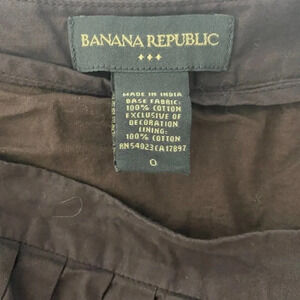 BANANA REPUBLIC
MADE IN INDIA
BASE FABRIC:
100% COTTON
EXCLUSIVE OF
DECORATION
LINING:
100% COTTON
RN54023CA17897
0